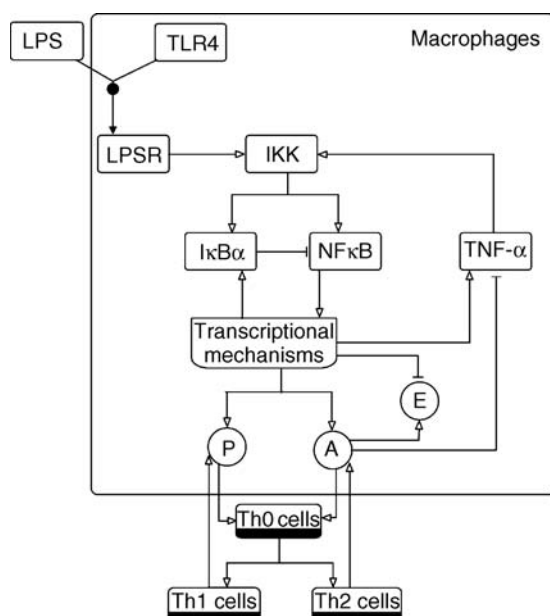 LPS
TLR4
Macrophages
LPSR
IKK
IκBα
NFκB
TNF-α
Transcriptional
mechanisms
E
P
A
Th0 cells
Th1 cells
Th2 cells